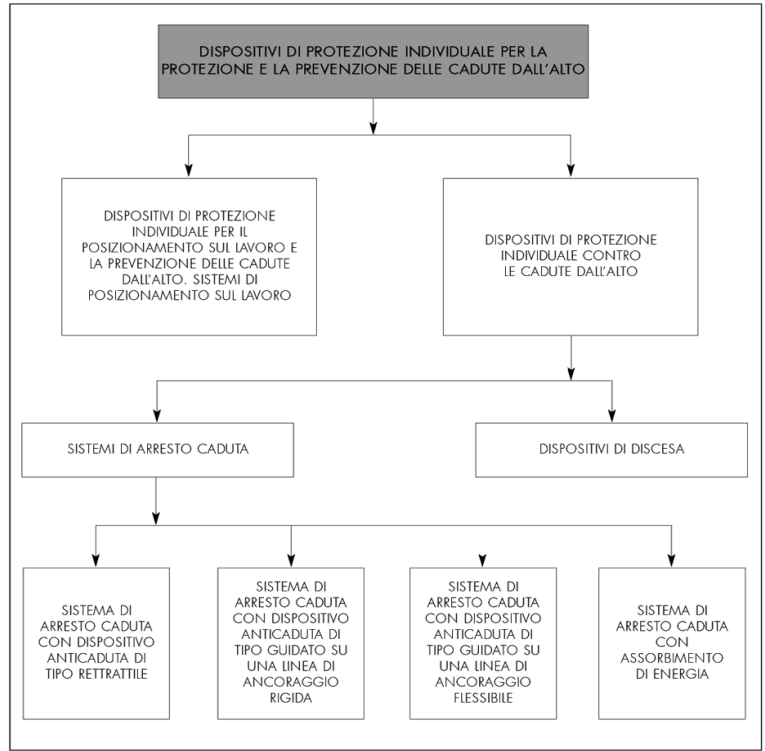 DISPOSITIVI DI PROTEZIONE INDIVIDUALE PER LA
PROTEZIONE E LA PREVENZIONE DELLE CADUTE DALL'ALTO
DISPOSITIVI DI PROTEZIONE
INDIVIDUALE PER IL
POSIZIONAMENTO SUL LAVORO E
LA PREVENZIONE DELLE CADUTE
DALL'ALTO. SISTEMI DI
POSIZIONAMENTO SUL LAVORO
DISPOSITIVI DI PROTEZIONE
INDIVIDUALE CONTRO
LE CADUTE DALL'ALTO
SISTEMI DI ARRESTO CADUTA
DISPOSITIVI DI DISCESA
SISTEMA DI
ARRESTO CADUTA
CON DISPOSITIVO
ANTICADUTA DI
TIPO RETTRATTILE
SISTEMA DI
ARRESTO CADUTA
CON DISPOSITIVO
ANTICADUTA DI
TIPO GUIDATO SU
UNA LINEA DI
ANCORAGGIO
RIGIDA
SISTEMA DI
ARRESTO CADUTA
CON DISPOSITIVO
ANTICADUTA DI
TIPO GUIDATO SU
UNA LINEA DI
ANCORAGGIO
FLESSIBILE
SISTEMA DI
ARRESTO CADUTA
CON
ASSORBIMENTO
DI ENERGIA